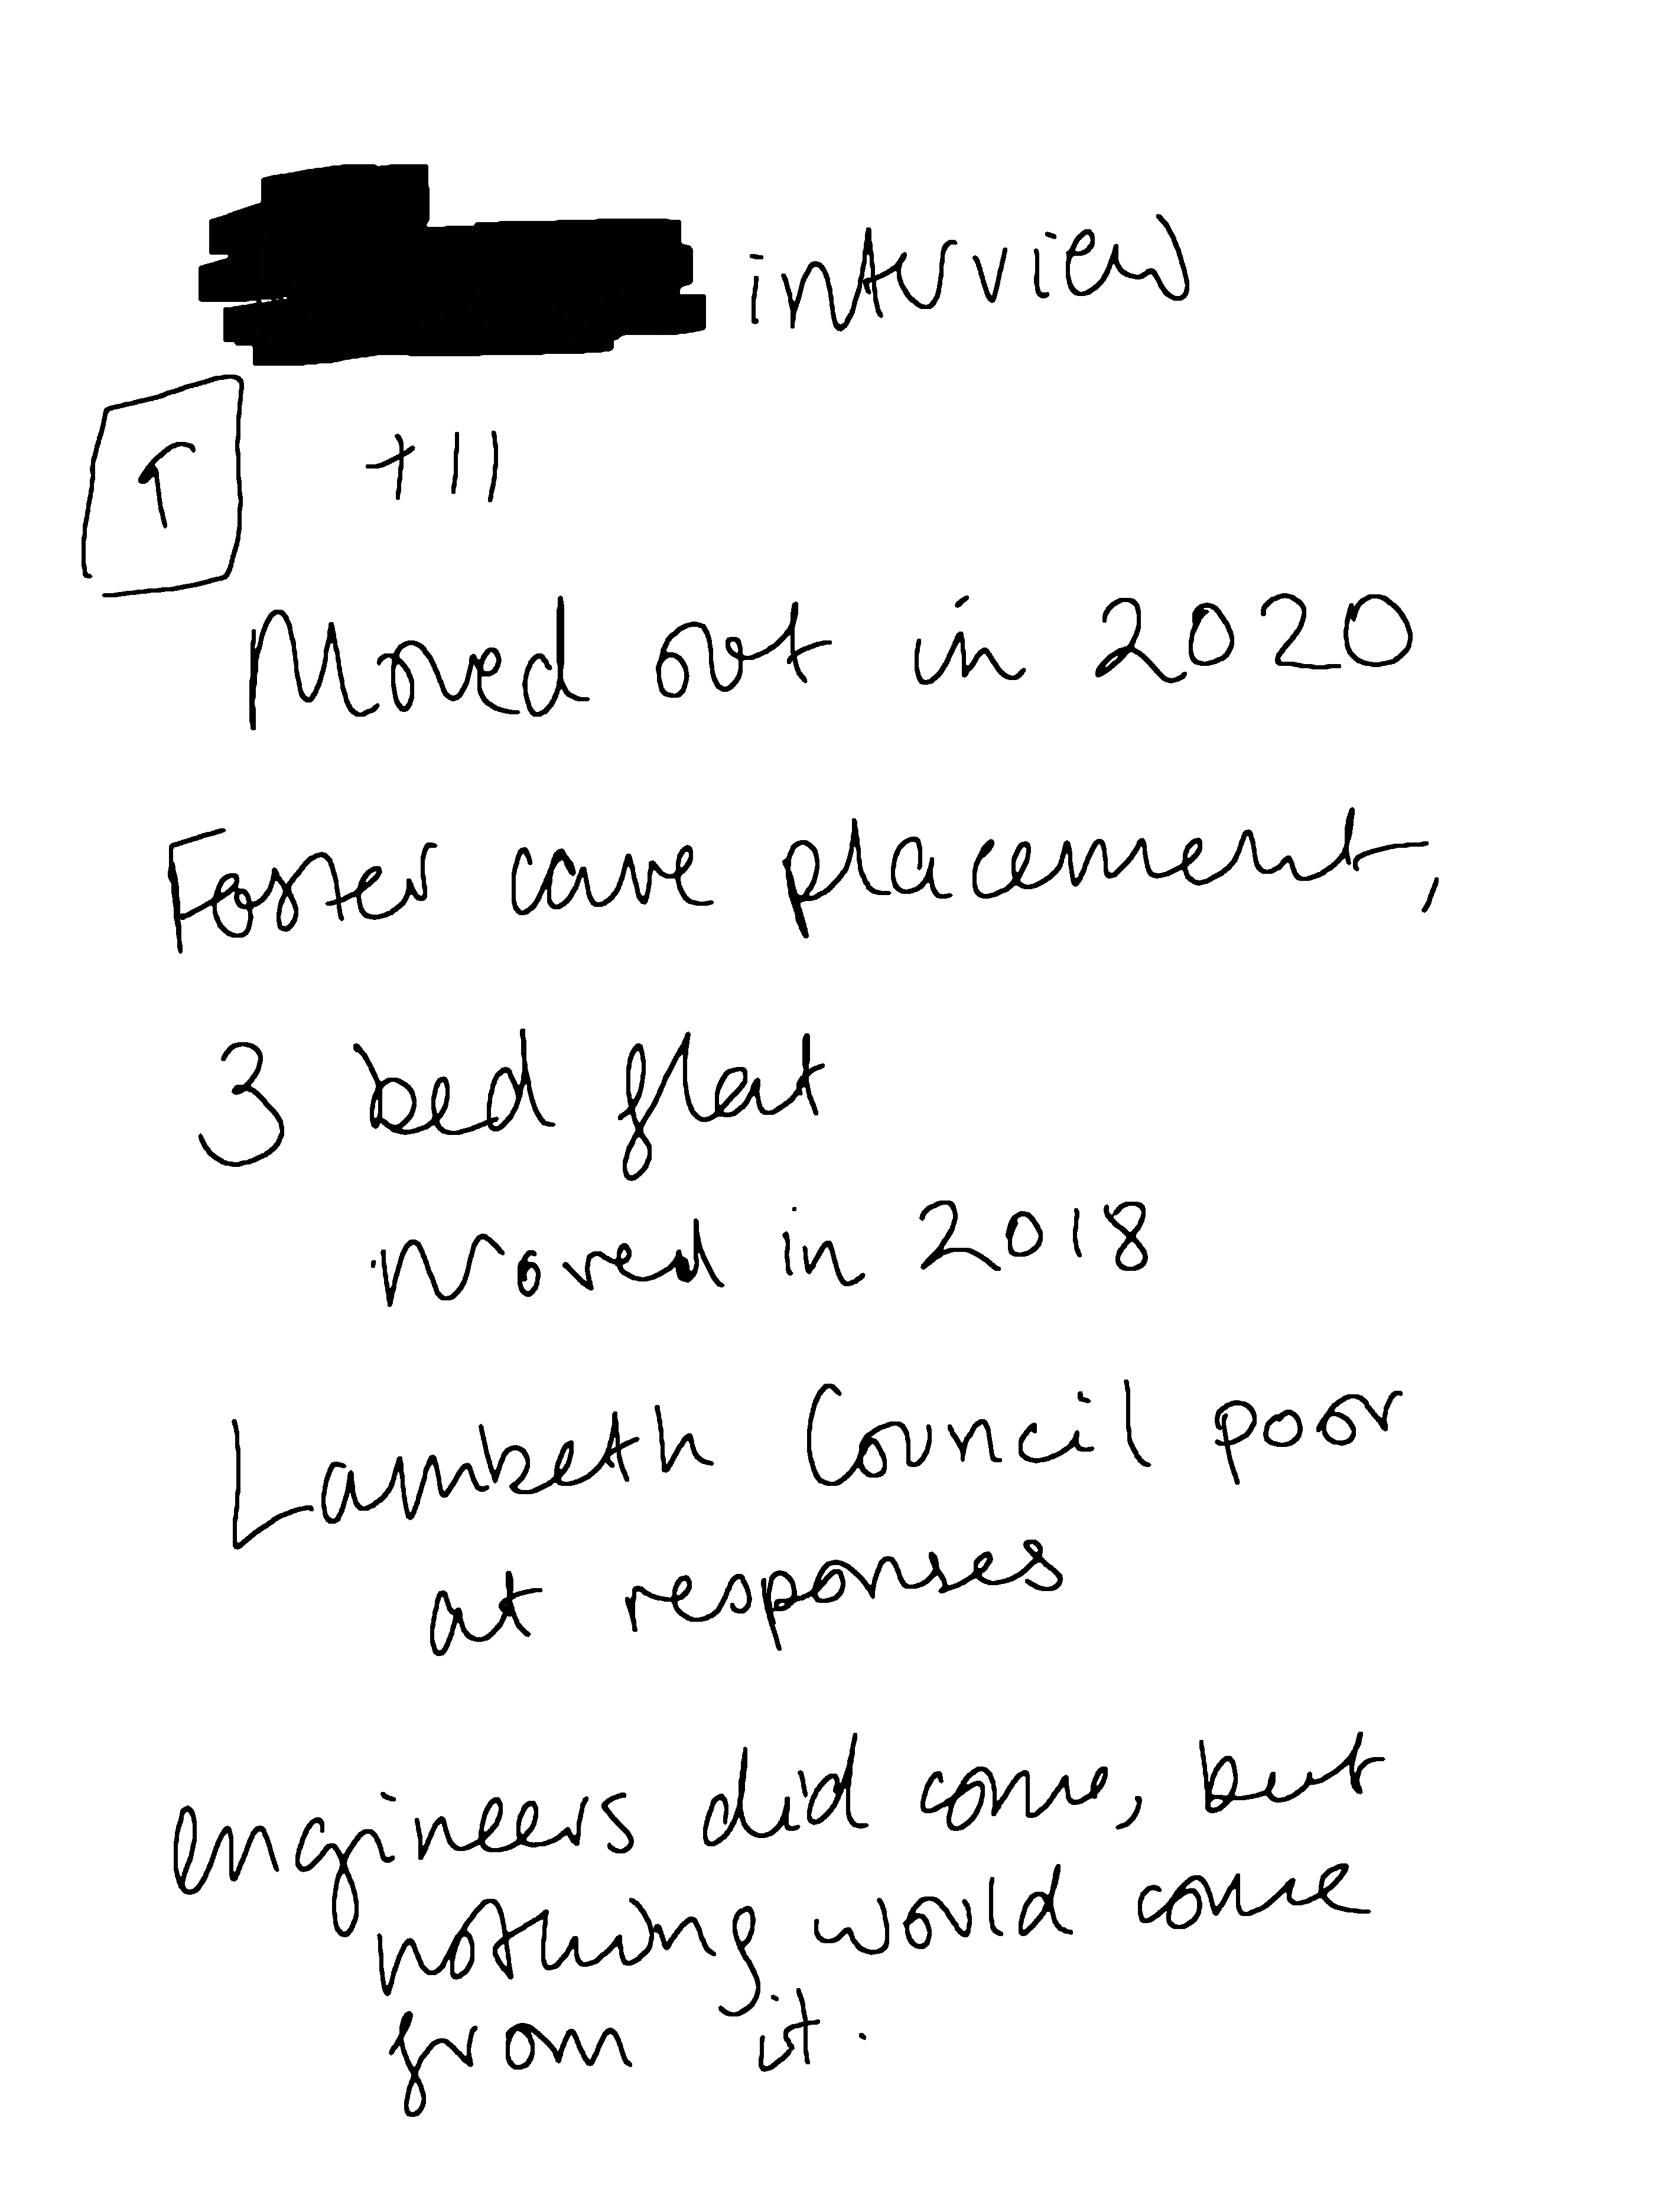 interview
1 +11
Moved out in 2020
Foster care placement,
3 bed flat
Moved in 2018
Lambeth Council poor
at responses
engineers did come, but
nothing would come
from it.